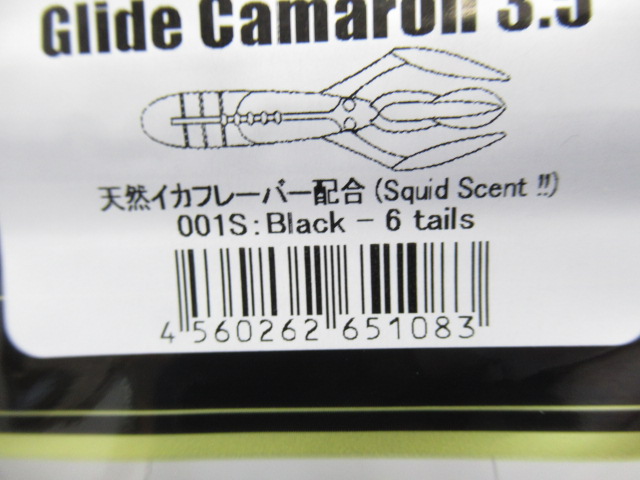 Glide Camaron 3.5
天然イカフレーバー配合(Squid Scent !!)
001S:Black - 6 tails
4 560262 651083